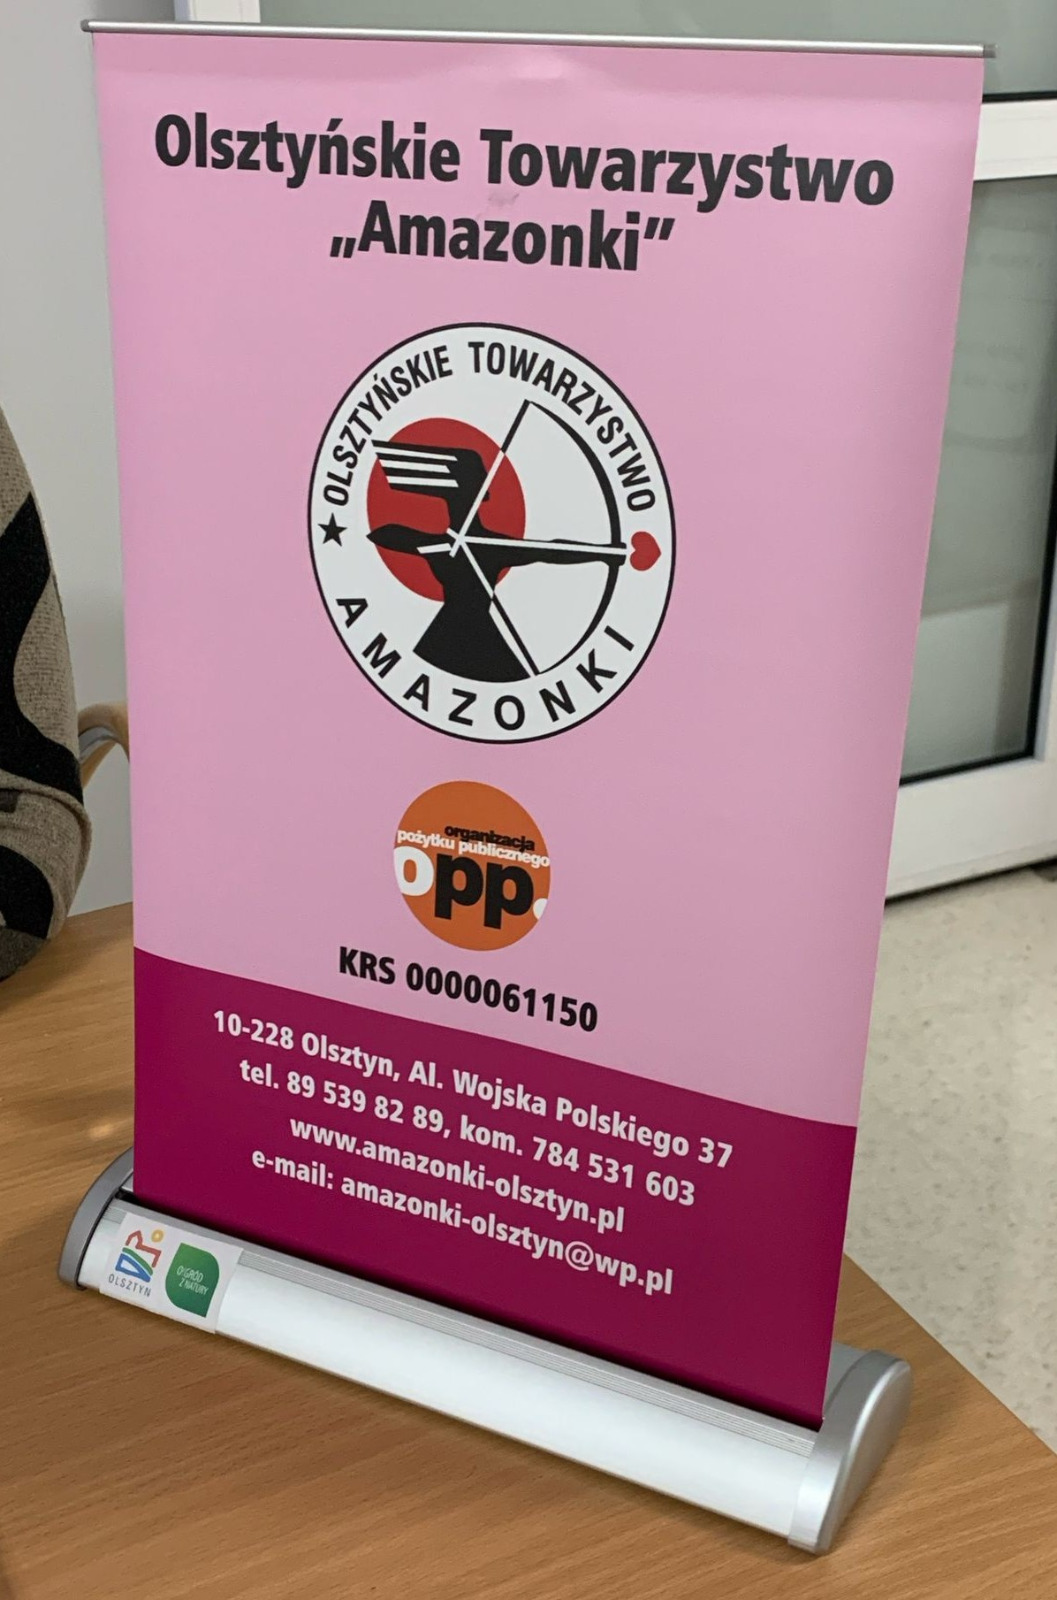 Olsztyńskie Towarzystwo
„Amazonki”
OLSZTYŃSKIE TOWARZYSTWO
AMAZONKI
organizacja
pożytku publicznego
opp.
KRS 0000061150
10-228 Olsztyn, Al. Wojska Polskiego 37
tel. 89 539 82 89, kom. 784 531 603
www.amazonki-olsztyn.pl
e-mail: amazonki-olsztyn@wp.pl
OLSZTYN
O!GRÓD
Z NATURY